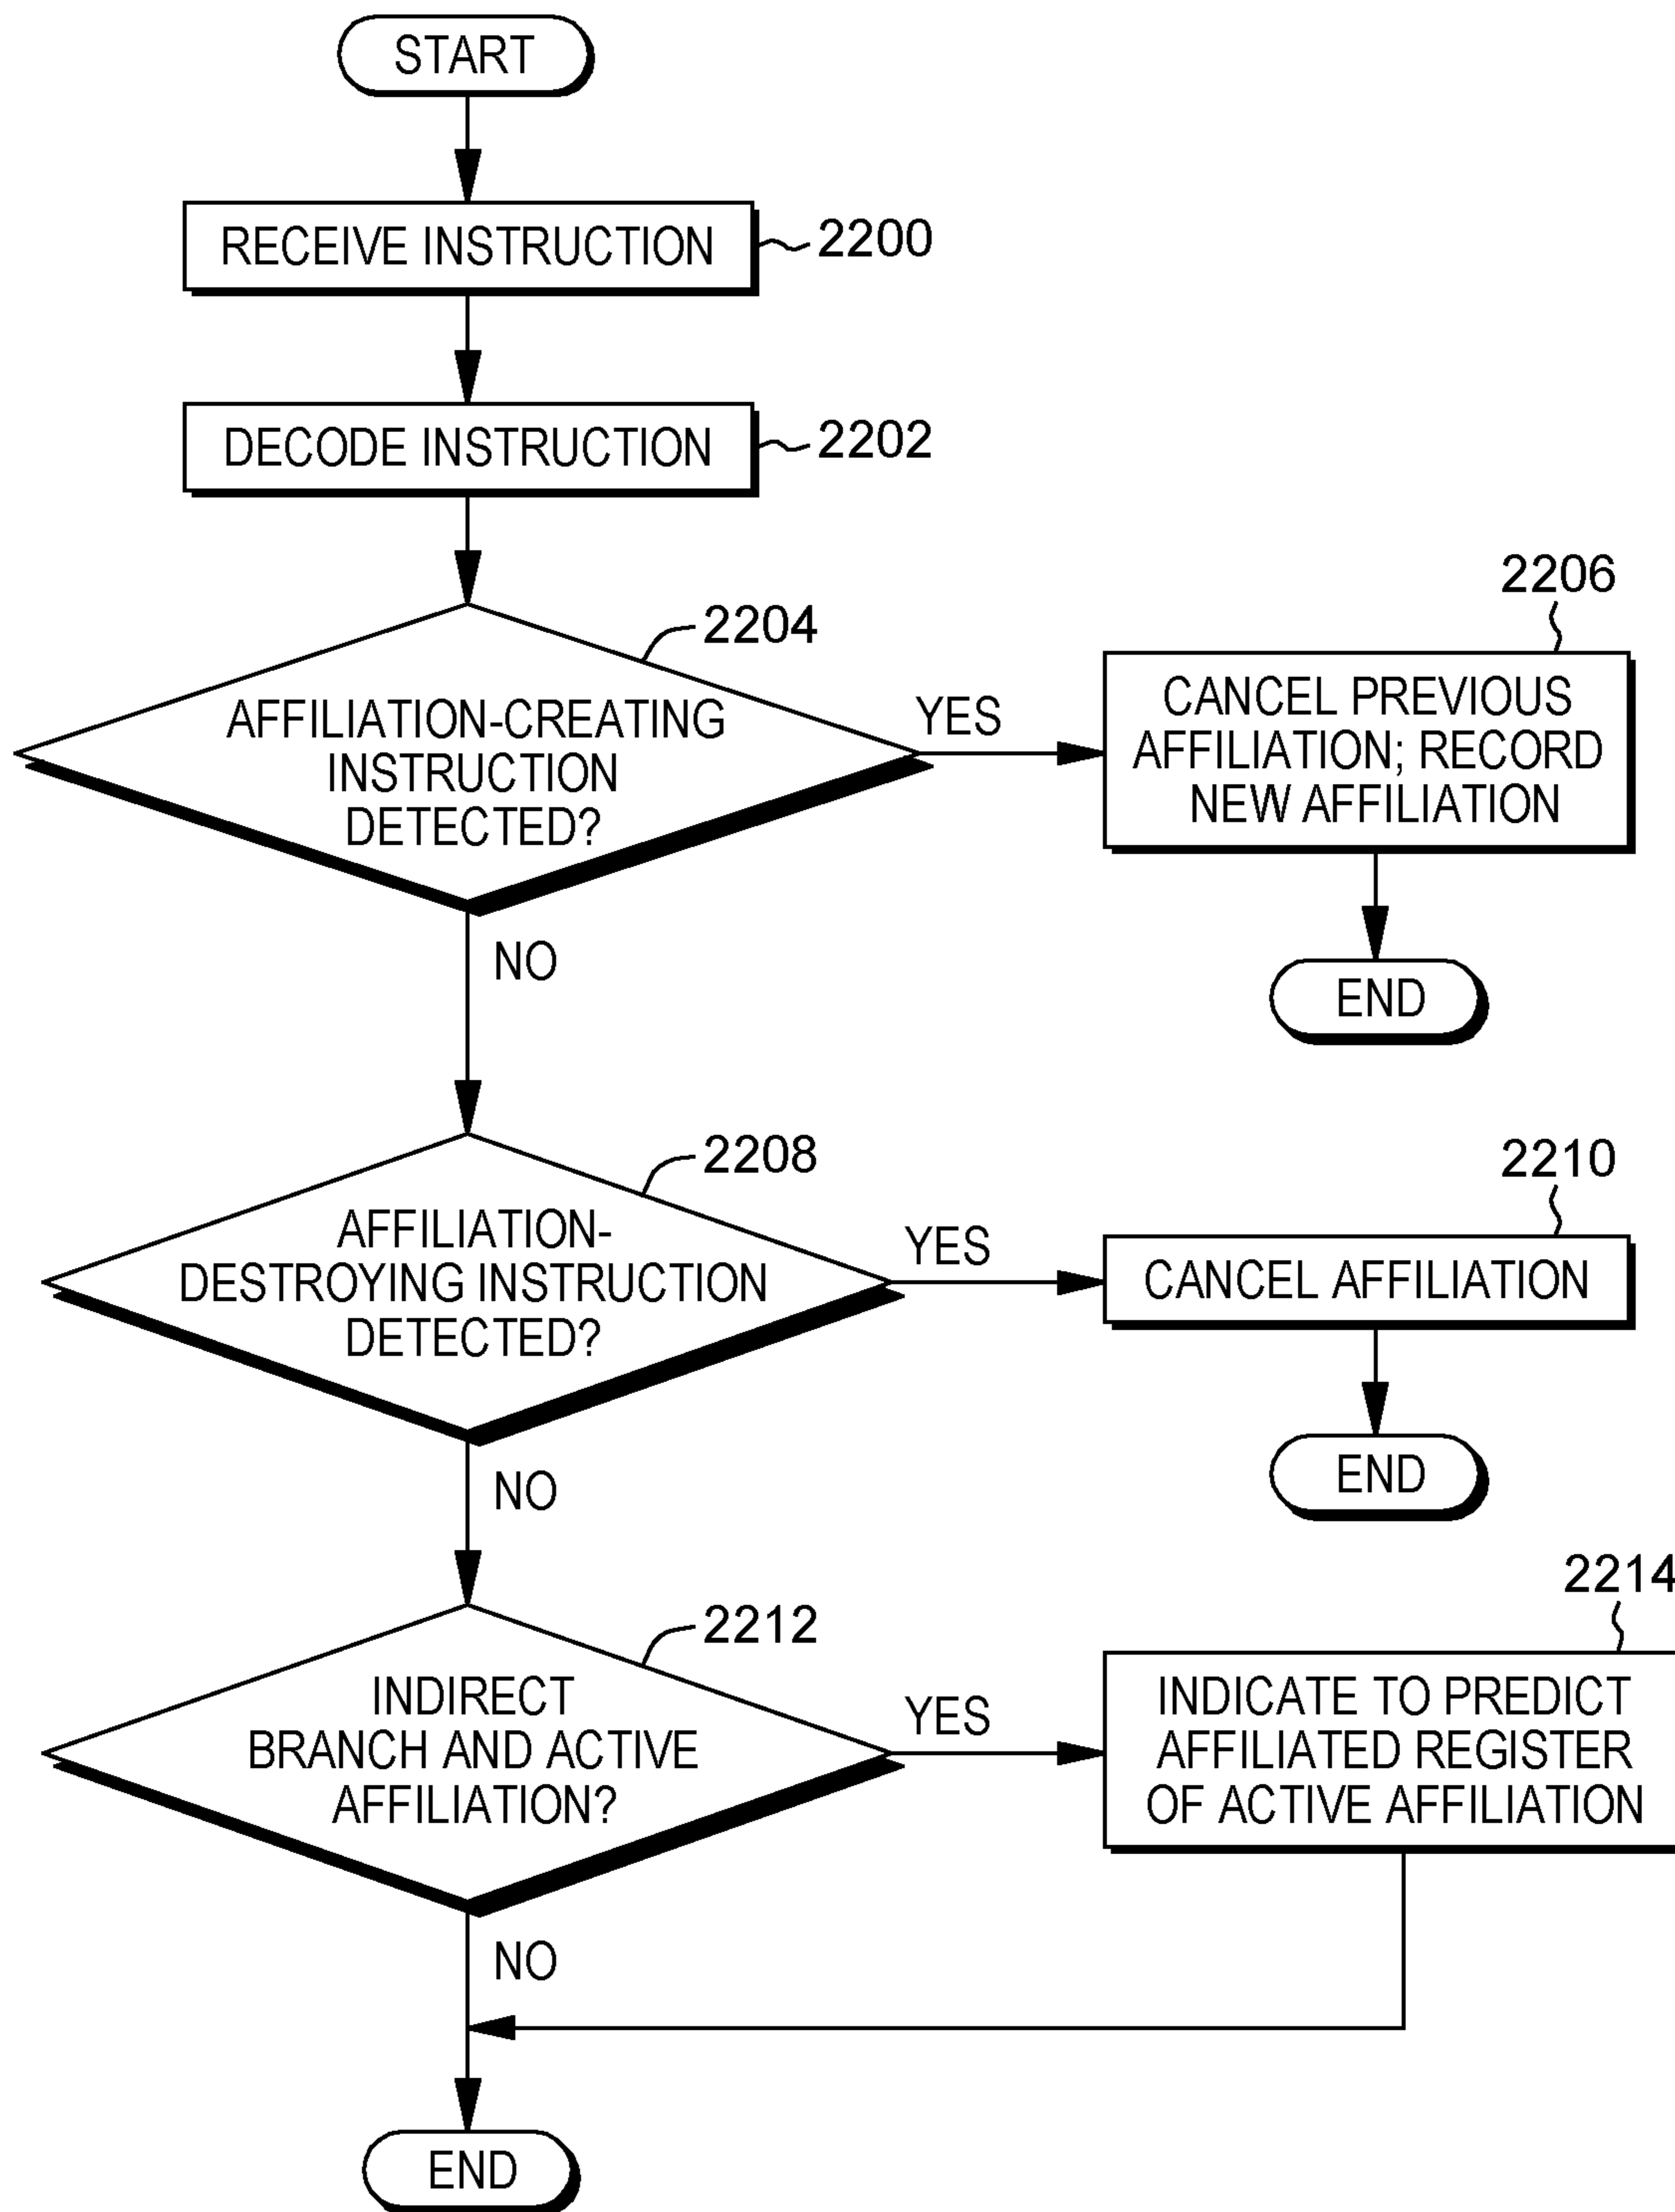 START
RECEIVE INSTRUCTION
2200
DECODE INSTRUCTION
2202
2204
AFFILIATION-CREATING
INSTRUCTION
DETECTED?
YES
2206
CANCEL PREVIOUS
AFFILIATION; RECORD
NEW AFFILIATION
END
NO
2208
AFFILIATION-
DESTROYING INSTRUCTION
DETECTED?
YES
2210
CANCEL AFFILIATION
END
NO
2212
INDIRECT
BRANCH AND ACTIVE
AFFILIATION?
YES
2214
INDICATE TO PREDICT
AFFILIATED REGISTER
OF ACTIVE AFFILIATION
NO
END